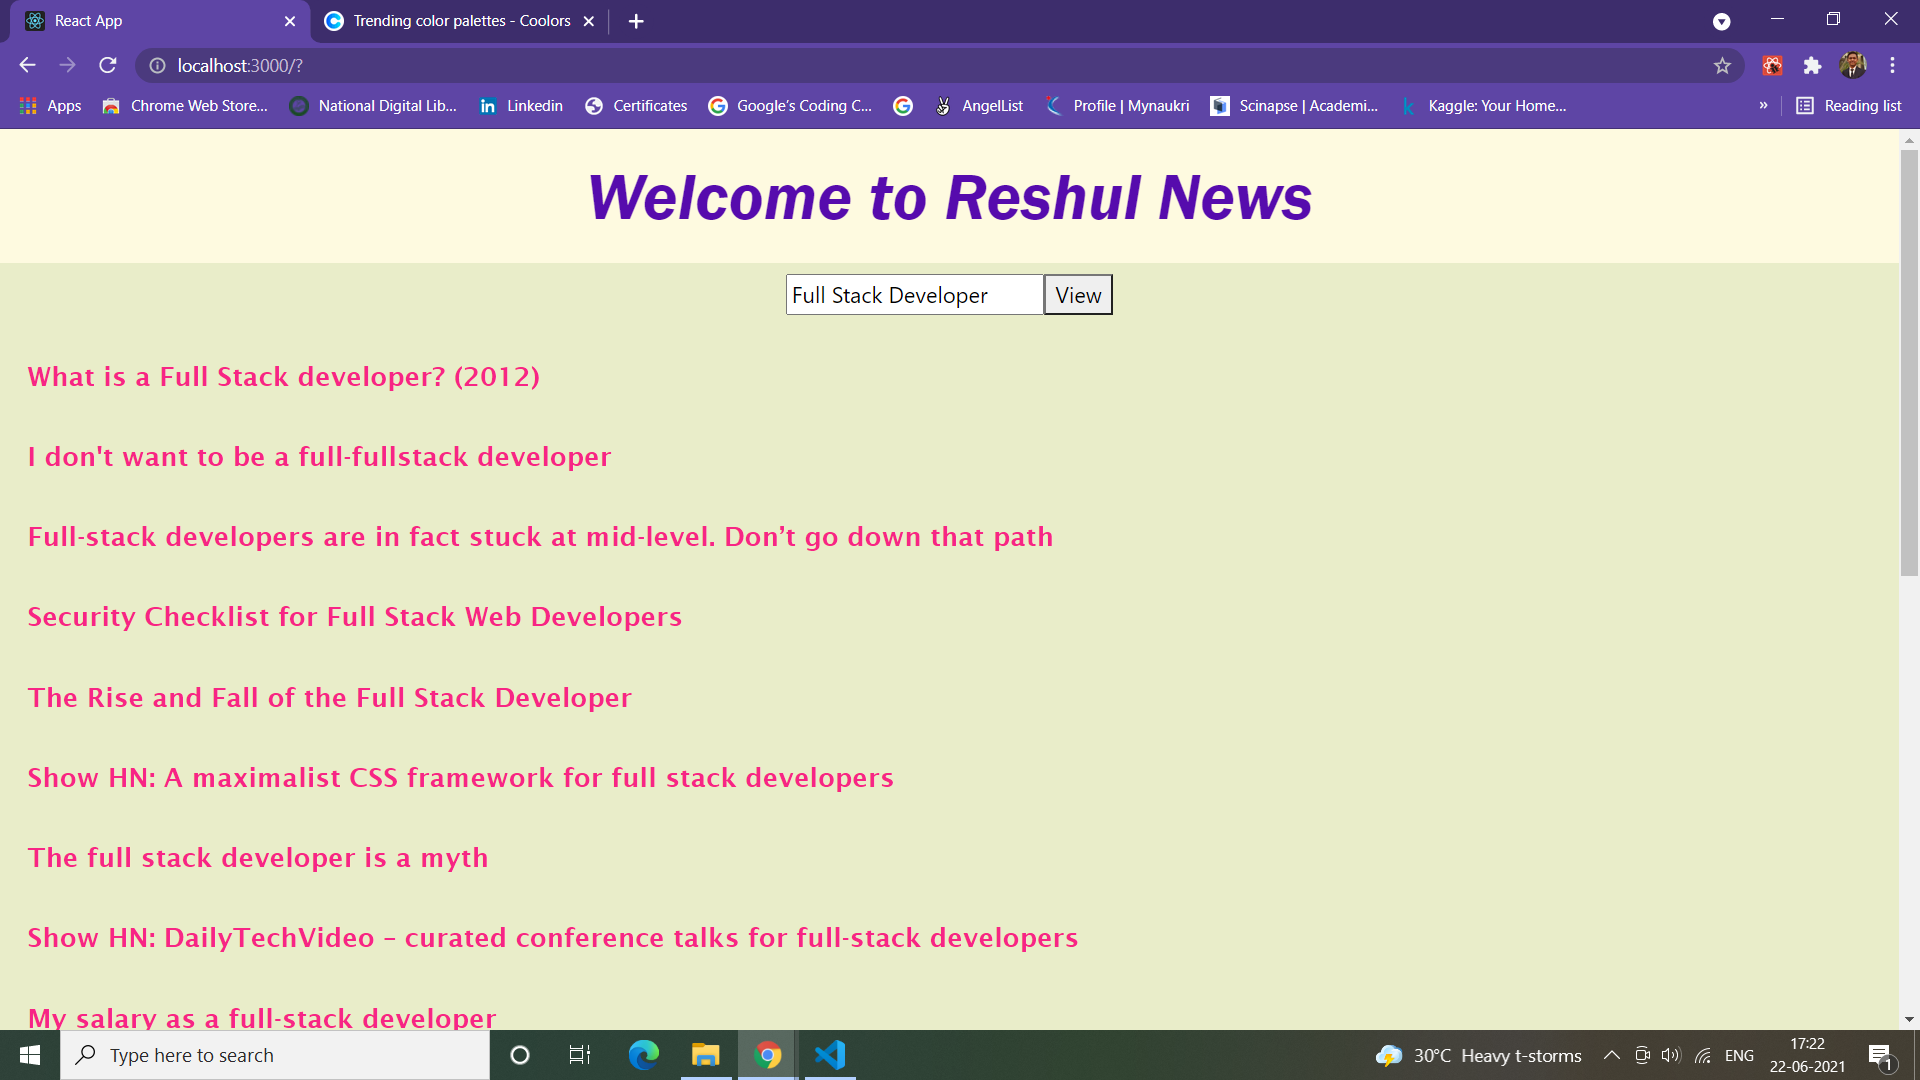 React App
Trending color palettes - Coolors
localhost:3000/?
Apps
Chrome Web Store...
National Digital Lib...
Linkedin
Certificates
Google's Coding C...
AngelList
Profile | Mynaukri
Scinapse | Academi...
Kaggle: Your Home...
»
Reading list
Welcome to Reshul News
Full Stack Developer
View
What is a Full Stack developer? (2012)
I don't want to be a full-fullstack developer
Full-stack developers are in fact stuck at mid-level. Don’t go down that path
Security Checklist for Full Stack Web Developers
The Rise and Fall of the Full Stack Developer
Show HN: A maximalist CSS framework for full stack developers
The full stack developer is a myth
Show HN: DailyTechVideo – curated conference talks for full-stack developers
My salary as a full-stack developer
Type here to search
30°C Heavy t-storms
ENG
17:22
22-06-2021
1